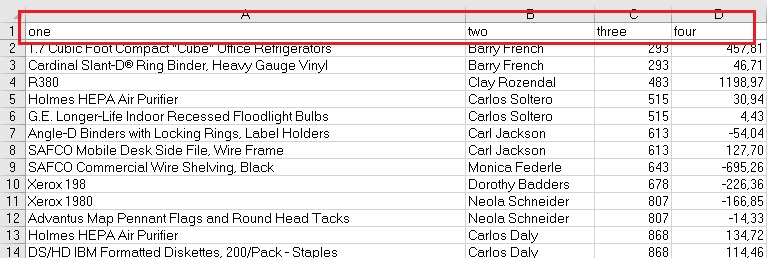 A B C D
1 one two three four
2 1.7 Cubic Foot Compact "Cube" Office Refrigerators Barry French 293 457,81
3 Cardinal Slant-D® Ring Binder, Heavy Gauge Vinyl Barry French 293 46,71
4 R380 Clay Rozendal 483 1198,97
5 Holmes HEPA Air Purifier Carlos Soltero 515 30,94
6 G.E. Longer-Life Indoor Recessed Floodlight Bulbs Carlos Soltero 515 4,43
7 Angle-D Binders with Locking Rings, Label Holders Carl Jackson 613 -54,04
8 SAFCO Mobile Desk Side File, Wire Frame Carl Jackson 613 127,70
9 SAFCO Commercial Wire Shelving, Black Monica Federle 643 -695,26
10 Xerox 198 Dorothy Badders 678 -226,36
11 Xerox 1980 Neola Schneider 807 -166,85
12 Advantus Map Pennant Flags and Round Head Tacks Neola Schneider 807 -14,33
13 Holmes HEPA Air Purifier Carlos Daly 868 134,72
14 DS/HD IBM Formatted Diskettes, 200/Pack - Staples Carlos Daly 868 114,46